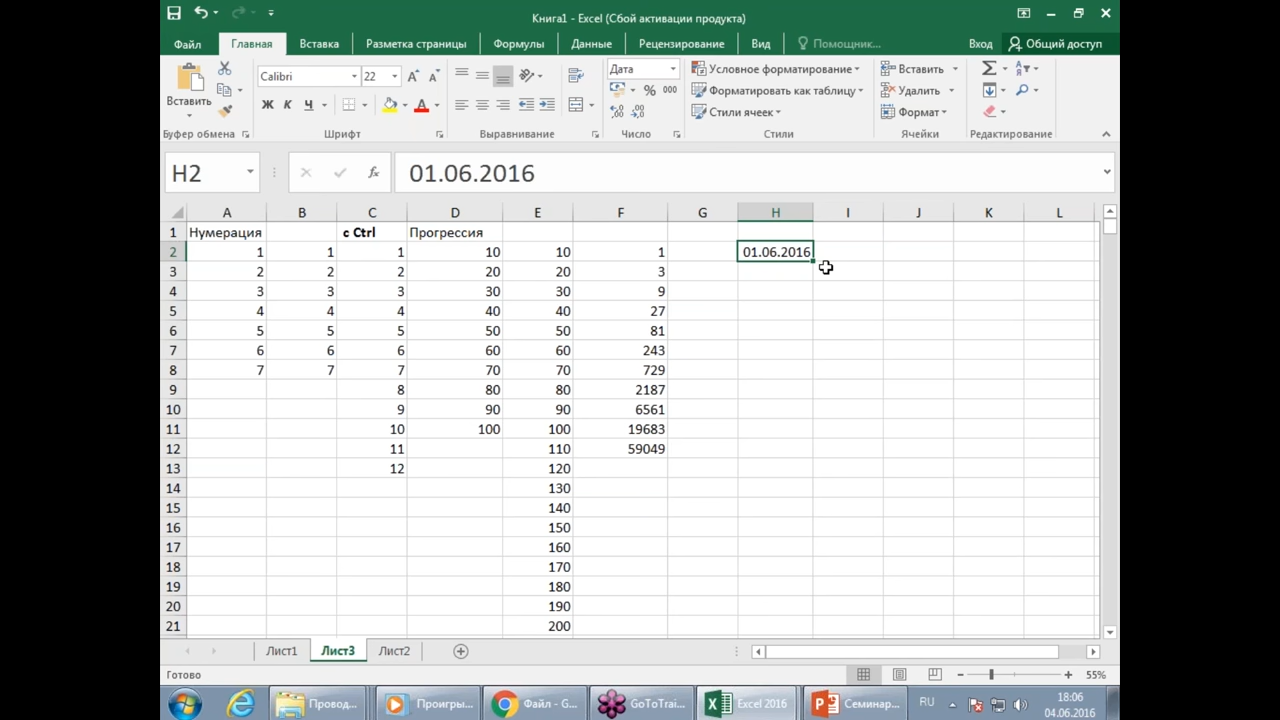 Книга1 - Excel (Сбой активации продукта)
Файл Главная Вставка Разметка страницы Формулы Данные Рецензирование Вид Помощник... Вход Общий доступ
Calibri 22 Дата Условное форматирование Вставить
Вставить % 000 Форматировать как таблицу Удалить
Ж К Ч А Стили ячеек Формат
Буфер обмена Шрифт Выравнивание Число Стили Ячейки Редактирование
H2 fx 01.06.2016
A B C D E F G H I J K L
1 Нумерация с Ctrl Прогрессия
2 1 1 1 10 10 1 01.06.2016
3 2 2 2 20 20 3
4 3 3 3 30 30 9
5 4 4 4 40 40 27
6 5 5 5 50 50 81
7 6 6 6 60 60 243
8 7 7 7 70 70 729
9 8 80 80 2187
10 9 90 90 6561
11 10 100 100 19683
12 11 110 59049
13 12 120
14 130
15 140
16 150
17 160
18 170
19 180
20 190
21 200
Лист1 Лист3 Лист2
Готово 55%
Провод... Проигры... Файл - G... GoToTrai... Excel 2016 Семинар... RU 18:06
04.06.2016